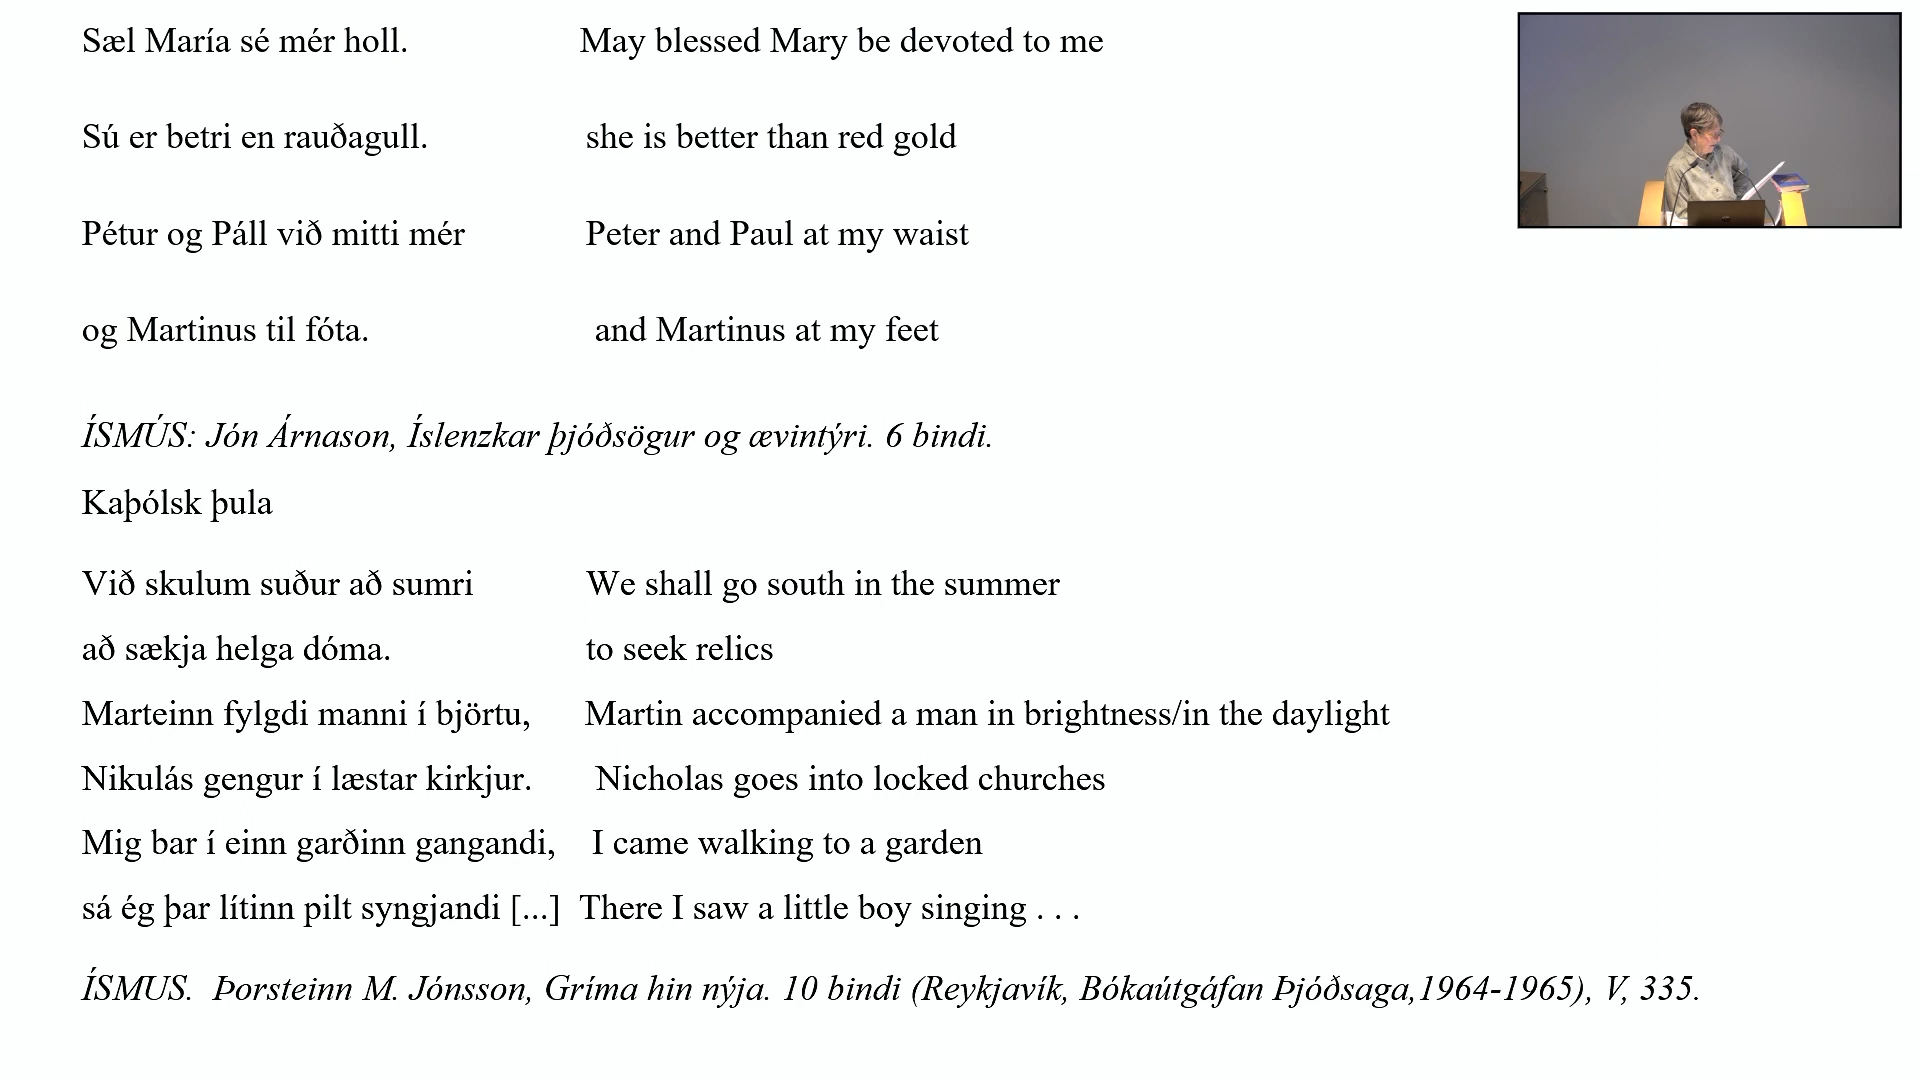 Sæl María sé mér holl. May blessed Mary be devoted to me
Sú er betri en rauðagull. she is better than red gold
Pétur og Páll við mitti mér Peter and Paul at my waist
og Martinus til fóta. and Martinus at my feet
ÍSMÚS: Jón Árnason, Íslenzkar þjóðsögur og ævintýri. 6 bindi.
Kaþólsk þula
Við skulum suður að sumri We shall go south in the summer
að sækja helga dóma. to seek relics
Marteinn fylgdi manni í björtu, Martin accompanied a man in brightness/in the daylight
Nikulás gengur í læstar kirkjur. Nicholas goes into locked churches
Mig bar í einn garðinn gangandi, I came walking to a garden
sá ég þar lítinn pilt syngjandi [...] There I saw a little boy singing . . .
ÍSMUS. Þorsteinn M. Jónsson, Gríma hin nýja. 10 bindi (Reykjavík, Bókaútgáfan Þjóðsaga,1964-1965), V, 335.